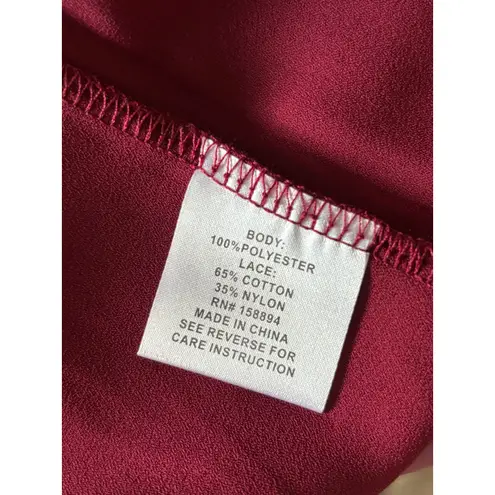 BODY:
100%POLYESTER
LACE:
65% COTTON
35% NYLON
RN# 158894
MADE IN CHINA
SEE REVERSE FOR
CARE INSTRUCTION